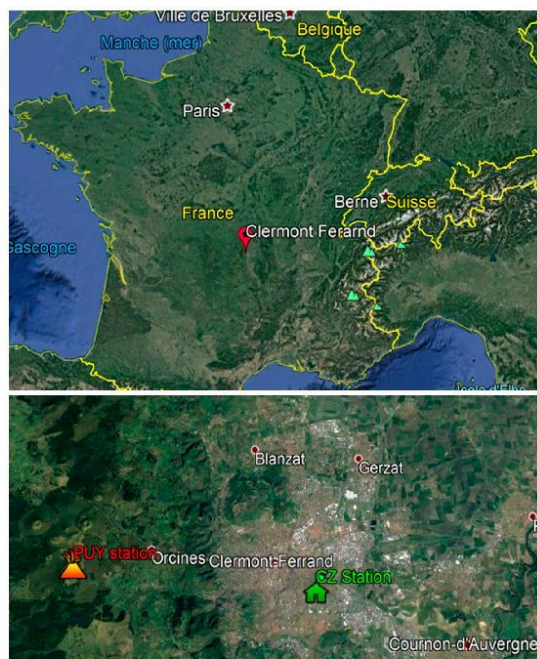 Ville de Bruxelles
Belgique
Manche (mer)
Paris
Berne
Suisse
France
Clermont Ferarnd
Gascogne
Blanzat
Gerzat
PUY station
Orcines
Clermont-Ferrand
CZ Station
Cournon-d'Auvergne